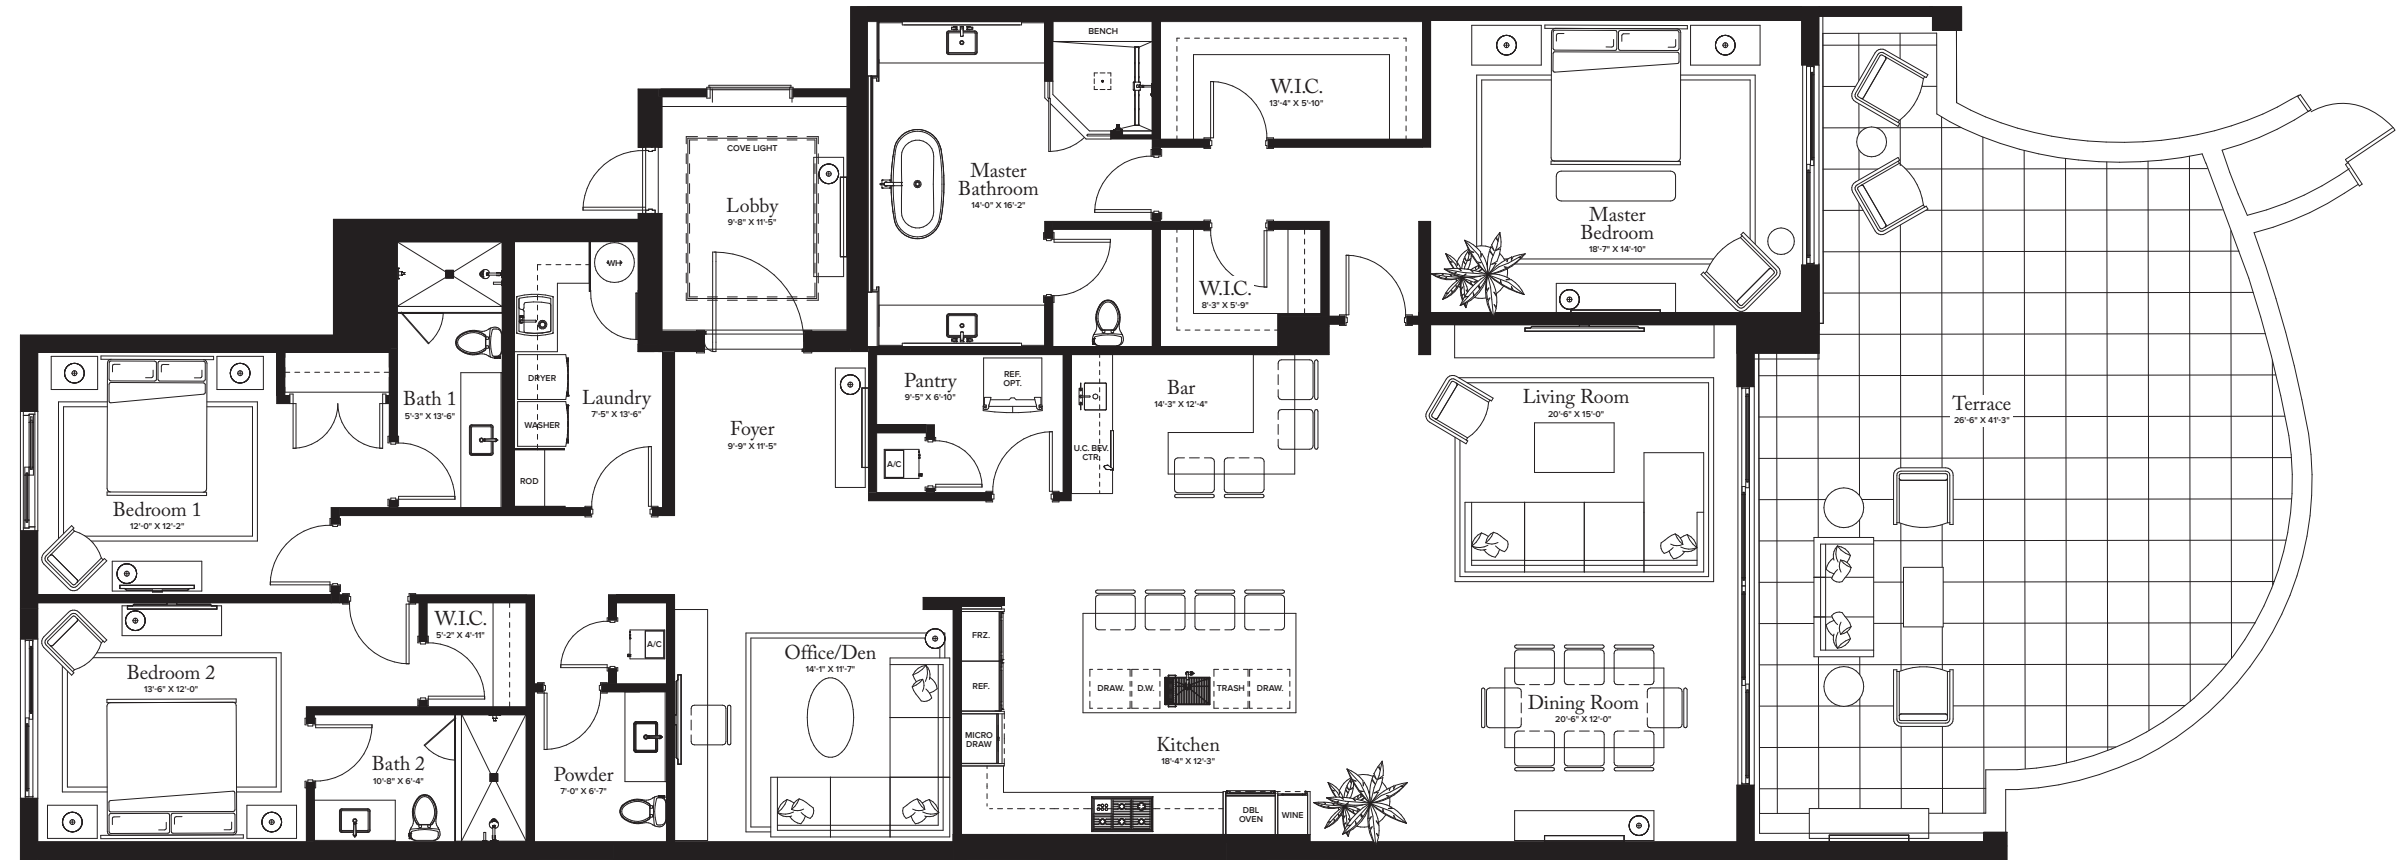 BENCH
W.I.C.
13'-4" X 5'-10"
COVE LIGHT
Lobby
9'-8" X 11'-5"
Master
Bathroom
14'-0" X 16'-2"
Master
Bedroom
18'-7" X 14'-10"
WH
W.I.C.
8'-3" X 5'-9"
DRYER
WASHER
ROD
Laundry
7'-5" X 13'-6"
Bath 1
5'-3" X 13'-6"
Foyer
9'-9" X 11'-5"
Pantry
9'-5" X 6'-10"
REF.
OPT.
A/C
Bar
14'-3" X 12'-4"
U.C. BEV.
CTR.
Living Room
20'-6" X 15'-0"
Terrace
26'-6" X 41'-3"
Bedroom 1
12'-0" X 12'-2"
W.I.C.
5'-2" X 4'-11"
A/C
Bedroom 2
13'-6" X 12'-0"
Office/Den
14'-1" X 11'-7"
FRZ.
REF.
MICRO
DRAW
DRAW.
D.W.
TRASH
DRAW.
Dining Room
20'-6" X 12'-0"
Kitchen
18'-4" X 12'-3"
Bath 2
10'-8" X 6'-4"
Powder
7'-0" X 6'-7"
DBL
OVEN
WINE